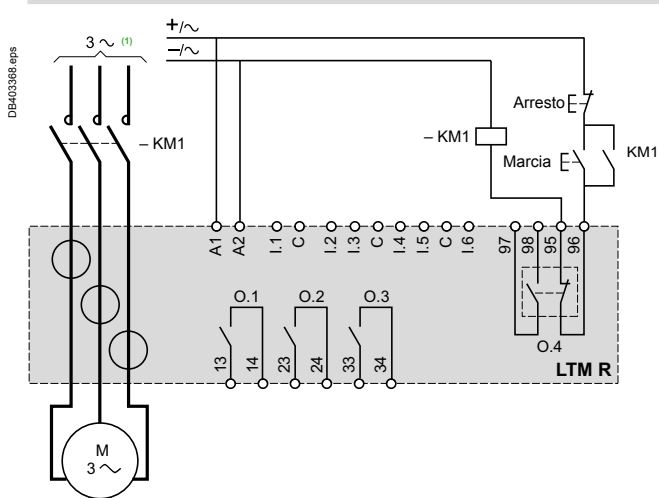 DB403368.eps
3 ∼ (1)
+/∼
−/∼
– KM1
– KM1
Arresto
Marcia
KM1
A1 A2 I.1 C I.2 I.3 C I.4 I.5 C I.6 97 98 95 96
O.1 O.2 O.3
13 14 23 24 33 34
O.4
LTM R
M
3 ∼